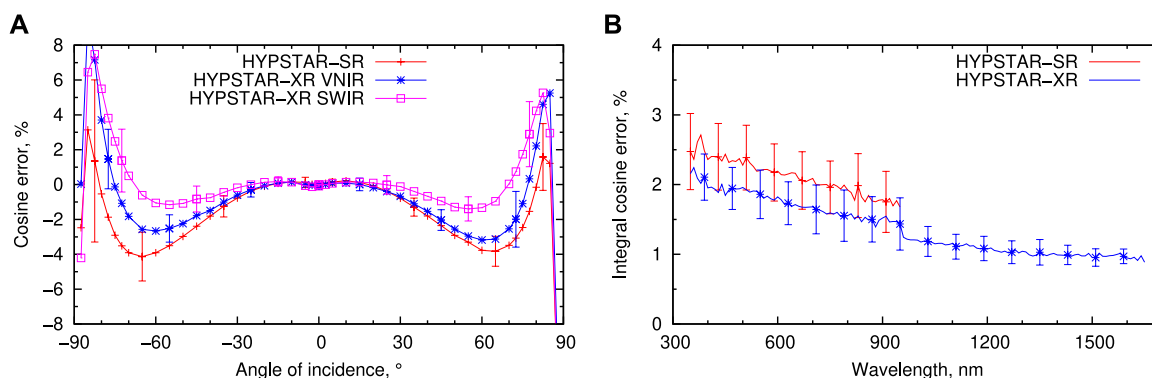 A
Cosine error, %
8
6
4
2
0
−2
−4
−6
−8
−90
−60
−30
0
30
60
90
Angle of incidence, °
HYPSTAR−SR
HYPSTAR−XR VNIR
HYPSTAR−XR SWIR
B
Integral cosine error, %
4
3
2
1
0
300
600
900
1200
1500
Wavelength, nm
HYPSTAR−SR
HYPSTAR−XR